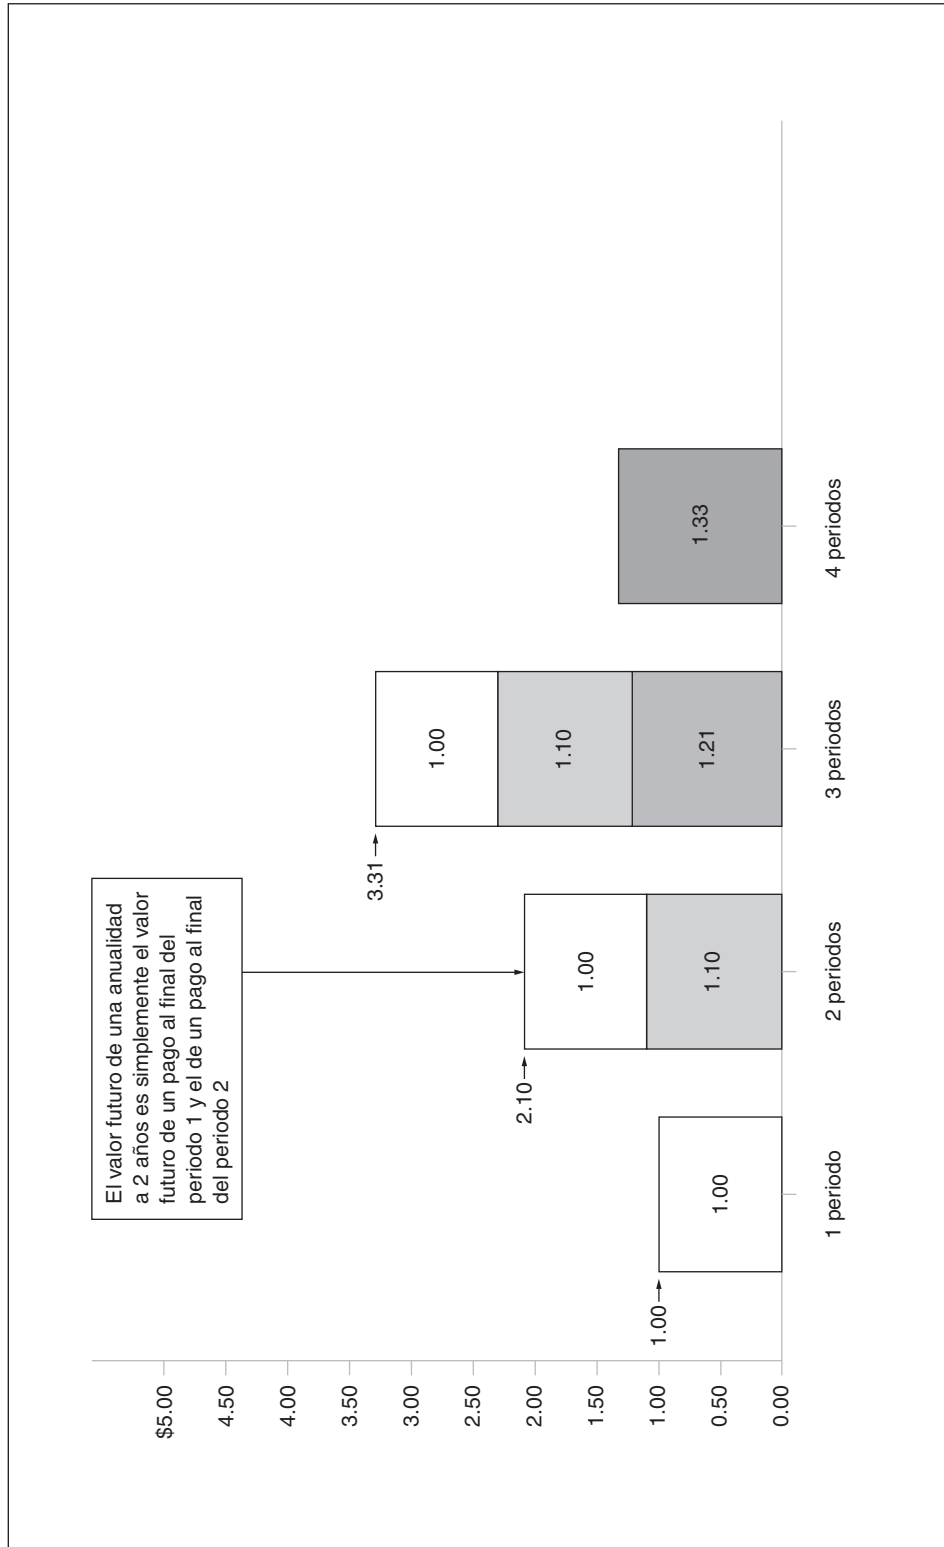 El valor futuro de una anualidad
a 2 años es simplemente el valor
futuro de un pago al final del
periodo 1 y el de un pago al final
del periodo 2
$5.00
4.50
4.00
3.50
3.00
2.50
2.00
1.50
1.00
0.50
0.00
1.00
1.00
2.10
1.00
1.10
3.31
1.00
1.10
1.21
1.33
1 periodo
2 periodos
3 periodos
4 periodos